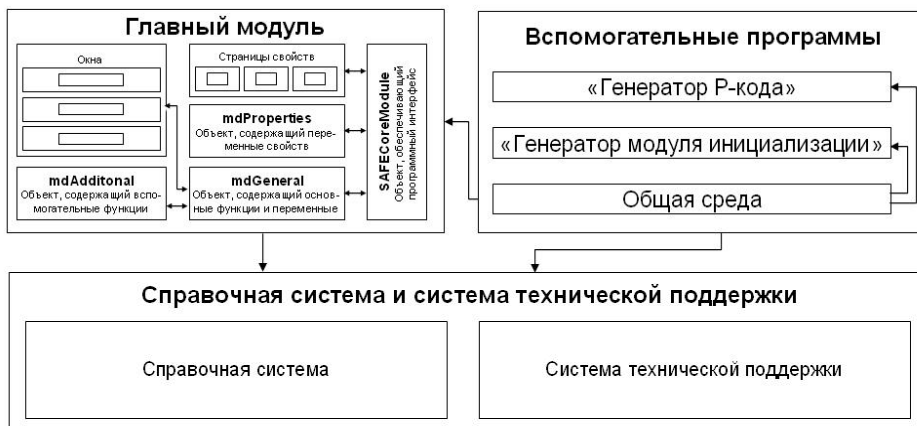 Главный модуль
Окна
Страницы свойств
mdProperties
Объект, содержащий пере-
менные свойств
mdAdditonal
Объект, содержащий вспо-
могательные функции
mdGeneral
Объект, содержащий основ-
ные функции и переменные
SAFECoreModule
Объект, обеспечивающий
программный интерфейс
Вспомогательные программы
«Генератор Р-кода»
«Генератор модуля инициализации»
Общая среда
Справочная система и система технической поддержки
Справочная система
Система технической поддержки